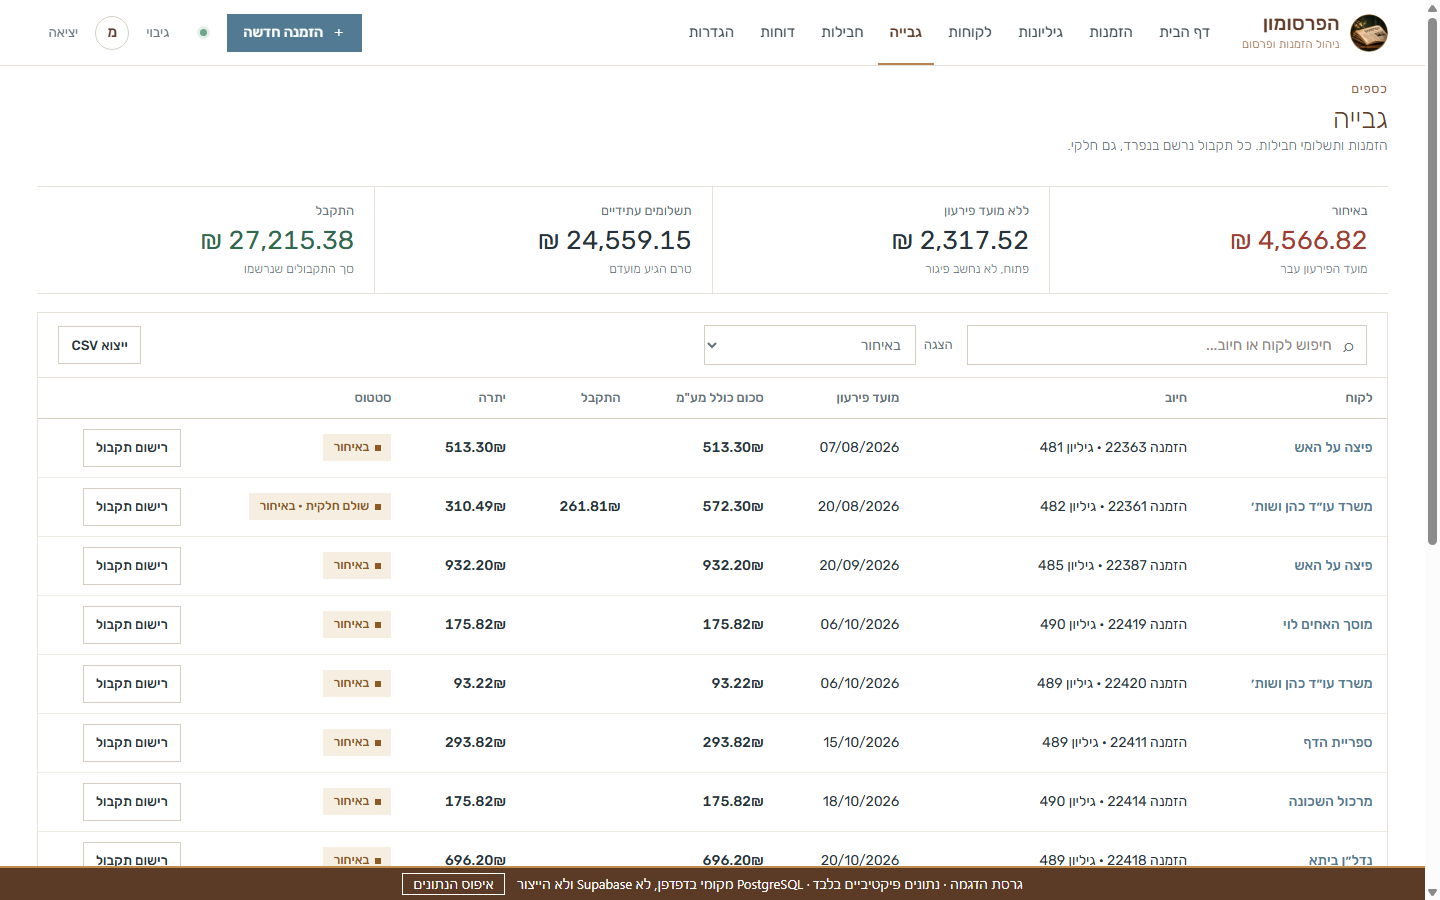 הפרסומון
ניהול הזמנות ופרסום
דף הבית
הזמנות
גיליונות
לקוחות
גבייה
חבילות
דוחות
הגדרות
+ הזמנה חדשה
גיבוי
מ
יציאה
כספים
גבייה
הזמנות ותשלומי חבילות. כל תקבול נרשם בנפרד, גם חלקי.
באיחור
4,566.82 ₪
מועד הפירעון עבר
ללא מועד פירעון
2,317.52 ₪
פתוח, לא נחשב פיגור
תשלומים עתידיים
24,559.15 ₪
טרם הגיע מועדם
התקבל
27,215.38 ₪
סך התקבולים שנרשמו
חיפוש לקוח או חיוב...
הצגה
באיחור
ייצוא CSV
לקוח חיוב מועד פירעון סכום כולל מע"מ התקבל יתרה סטטוס
פיצה על האש הזמנה 22363 • גיליון 481 07/08/2026 ₪513.30 ₪513.30 באיחור רישום תקבול
משרד עו״ד כהן ושות׳ הזמנה 22361 • גיליון 482 20/08/2026 ₪572.30 ₪261.81 ₪310.49 שולם חלקית • באיחור רישום תקבול
פיצה על האש הזמנה 22387 • גיליון 485 20/09/2026 ₪932.20 ₪932.20 באיחור רישום תקבול
מוסך האחים לוי הזמנה 22419 • גיליון 490 06/10/2026 ₪175.82 ₪175.82 באיחור רישום תקבול
משרד עו״ד כהן ושות׳ הזמנה 22420 • גיליון 489 06/10/2026 ₪93.22 ₪93.22 באיחור רישום תקבול
ספריית הדף הזמנה 22411 • גיליון 489 15/10/2026 ₪293.82 ₪293.82 באיחור רישום תקבול
מרכול השכונה הזמנה 22414 • גיליון 490 18/10/2026 ₪175.82 ₪175.82 באיחור רישום תקבול
נדל״ן ביתא הזמנה 22418 • גיליון 489 20/10/2026 ₪696.20 ₪696.20 באיחור רישום תקבול
גרסת הדגמה · נתונים פיקטיביים בלבד · PostgreSQL מקומי בדפדפן, לא Supabase ולא הייצור
איפוס הנתונים